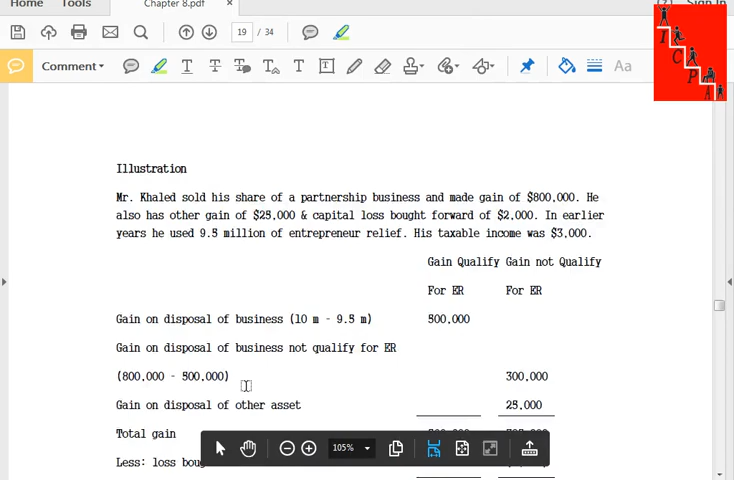 Home Tools
Chapter 8.pdf
×
Sign In
19 / 34
Comment
Aa
I
C
P
A
Illustration
Mr. Khaled sold his share of a partnership business and made gain of $800,000. He
also has other gain of $25,000 & capital loss bought forward of $2,000. In earlier
years he used 9.5 million of entrepreneur relief. His taxable income was $3,000.
Gain Qualify Gain not Qualify
For ER For ER
Gain on disposal of business (10 m - 9.5 m) 500,000
Gain on disposal of business not qualify for ER
(800,000 - 500,000) 300,000
Gain on disposal of other asset 25,000
Total gain
Less: loss
105%